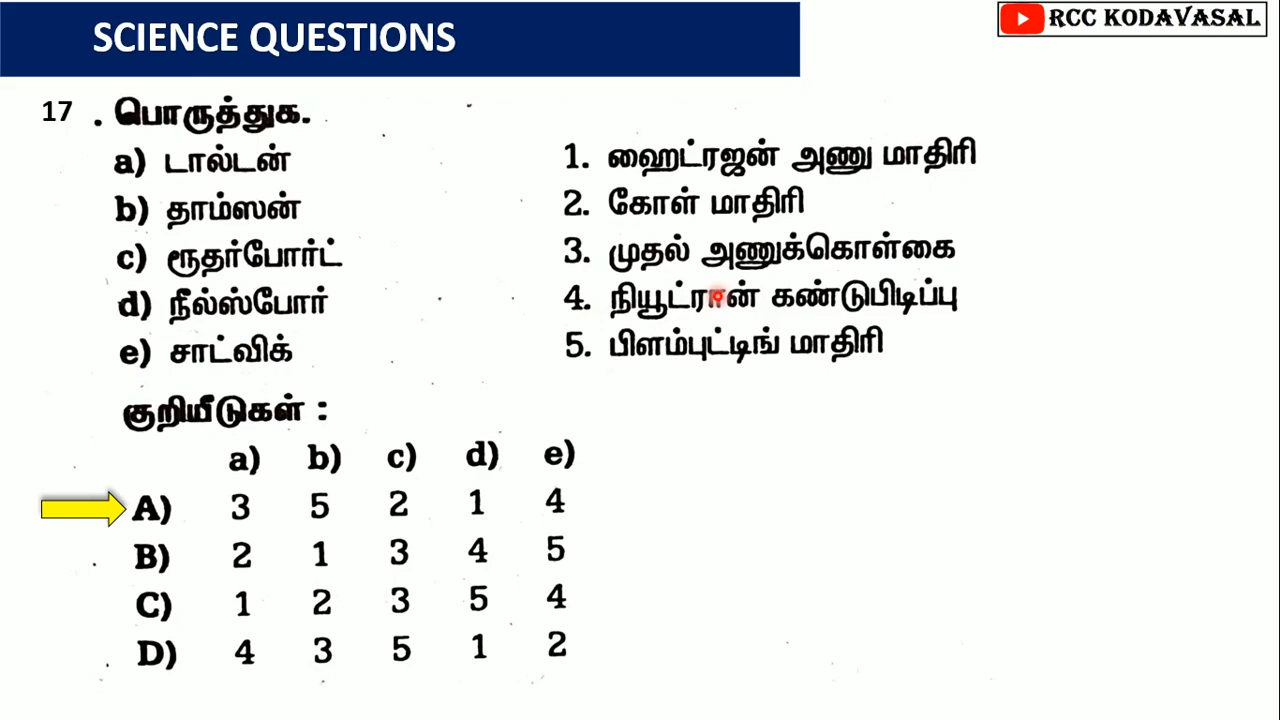 SCIENCE QUESTIONS
RCC KODAVASAL
17 . பொருத்துக.
a) டால்டன் 1. ஹைட்ரஜன் அணு மாதிரி
b) தாம்ஸன் 2. கோள் மாதிரி
c) ரூதர்போர்ட் 3. முதல் அணுக்கொள்கை
d) நீல்ஸ்போர் 4. நியூட்ரான் கண்டுபிடிப்பு
e) சாட்விக் 5. பிளம்புட்டிங் மாதிரி
குறியீடுகள் :
a) b) c) d) e)
A) 3 5 2 1 4
B) 2 1 3 4 5
C) 1 2 3 5 4
D) 4 3 5 1 2